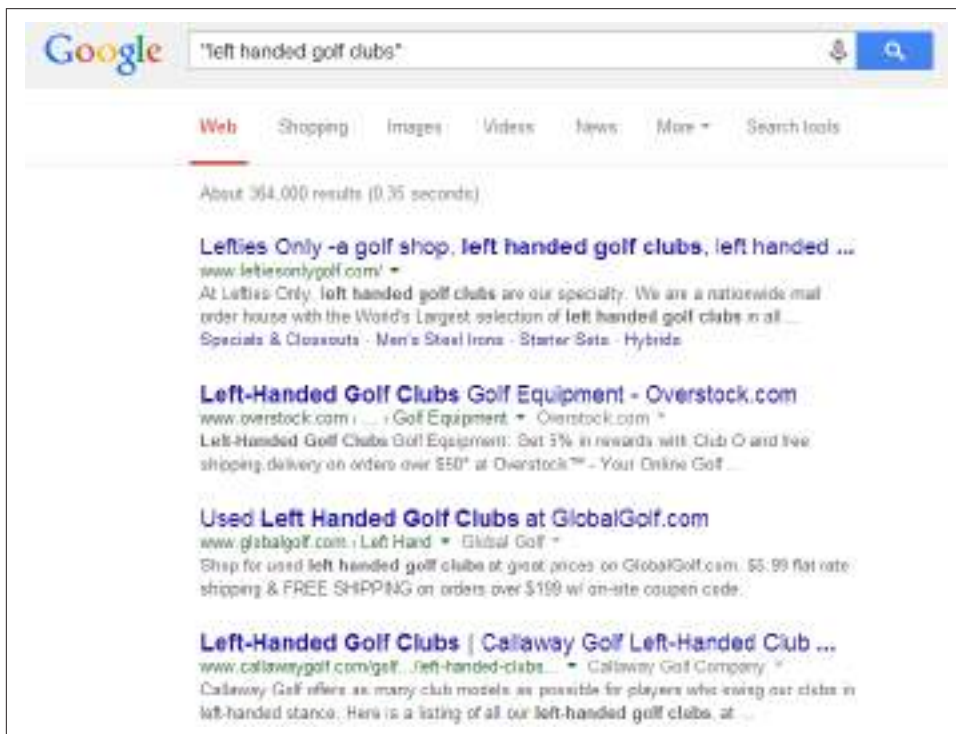 Google "left handed golf clubs"
Web Shopping Images Videos News More Search tools
About 364,000 results (0.35 seconds)
Lefties Only -a golf shop, left handed golf clubs, left handed ...
www.leftiesonlygolf.com/
At Lefties Only, left handed golf clubs are our specialty. We are a nationwide mail
order house with the World's Largest selection of left handed golf clubs in all ...
Specials & Closeouts - Men's Steel Irons - Starter Sets - Hybrids
Left-Handed Golf Clubs Golf Equipment - Overstock.com
www.overstock.com › ... › Golf Equipment Overstock.com
Left-Handed Golf Clubs Golf Equipment: Get 5% in rewards with Club O and free
shipping delivery on orders over $50* at Overstock™ - Your Online Golf ...
Used Left Handed Golf Clubs at GlobalGolf.com
www.globalgolf.com › Left Hand Global Golf
Shop for used left handed golf clubs at great prices on GlobalGolf.com. $5.99 flat rate
shipping & FREE SHIPPING on orders over $199 w/ on-site coupon code.
Left-Handed Golf Clubs | Callaway Golf Left-Handed Club ...
www.callawaygolf.com/golf.../left-handed-clubs... Callaway Golf Company
Callaway Golf offers as many club models as possible for players who swing our clubs in
left-handed stance. Here is a listing of all our left-handed golf clubs, at ...